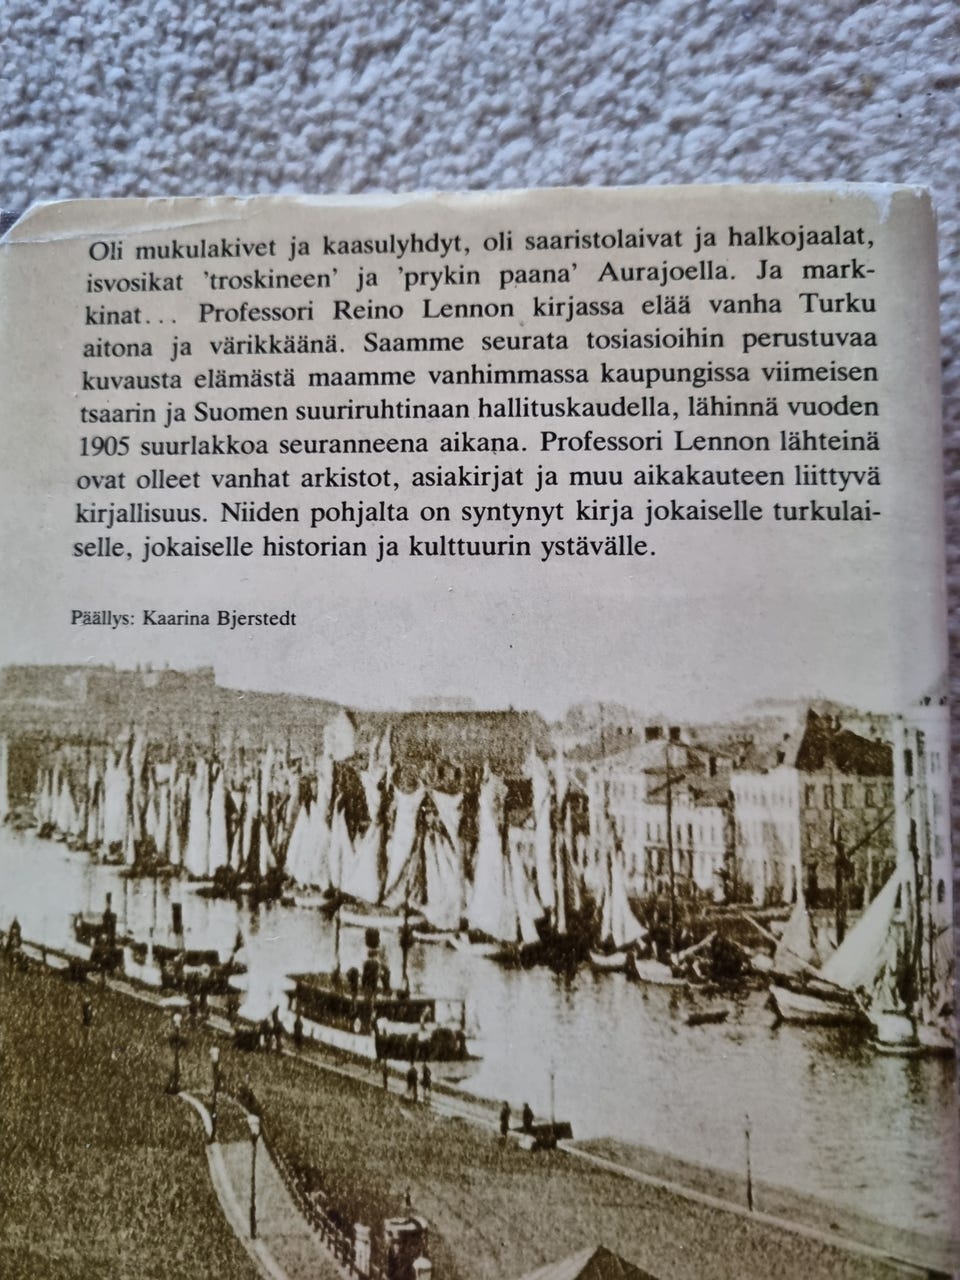 Oli mukulakivet ja kaasulyhdyt, oli saaristolaivat ja halkojaalat,
isvosikat 'troskineen' ja 'prykin paana' Aurajoella. Ja mark-
kinat... Professori Reino Lennon kirjassa elää vanha Turku
aitona ja värikkäänä. Saamme seurata tosiasioihin perustuvaa
kuvausta elämästä maamme vanhimmassa kaupungissa viimeisen
tsaarin ja Suomen suuriruhtinaan hallituskaudella, lähinnä vuoden
1905 suurlakkoa seuranneena aikana. Professori Lennon lähteinä
ovat olleet vanhat arkistot, asiakirjat ja muu aikakauteen liittyvä
kirjallisuus. Niiden pohjalta on syntynyt kirja jokaiselle turkulai-
selle, jokaiselle historian ja kulttuurin ystävälle.
Päällys: Kaarina Bjerstedt